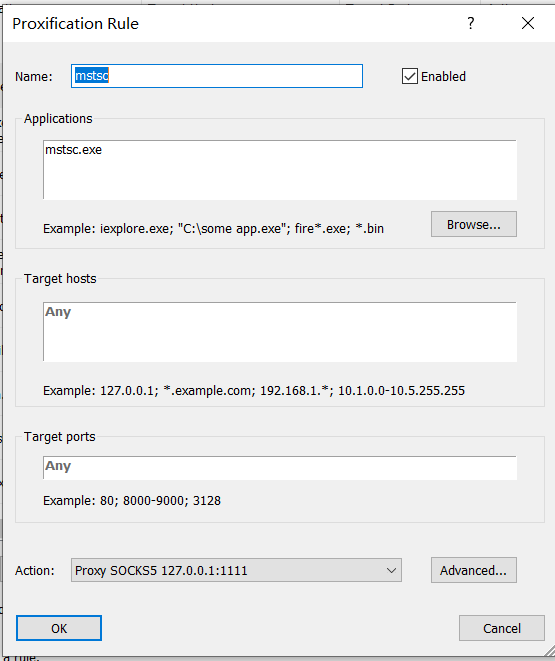 Proxification Rule
Name: mstsc Enabled
Applications
mstsc.exe
Example: iexplore.exe; "C:\some app.exe"; fire*.exe; *.bin
Browse...
Target hosts
Any
Example: 127.0.0.1; *.example.com; 192.168.1.*; 10.1.0.0-10.5.255.255
Target ports
Any
Example: 80; 8000-9000; 3128
Action: Proxy SOCKS5 127.0.0.1:1111 Advanced...
OK Cancel
a rule.